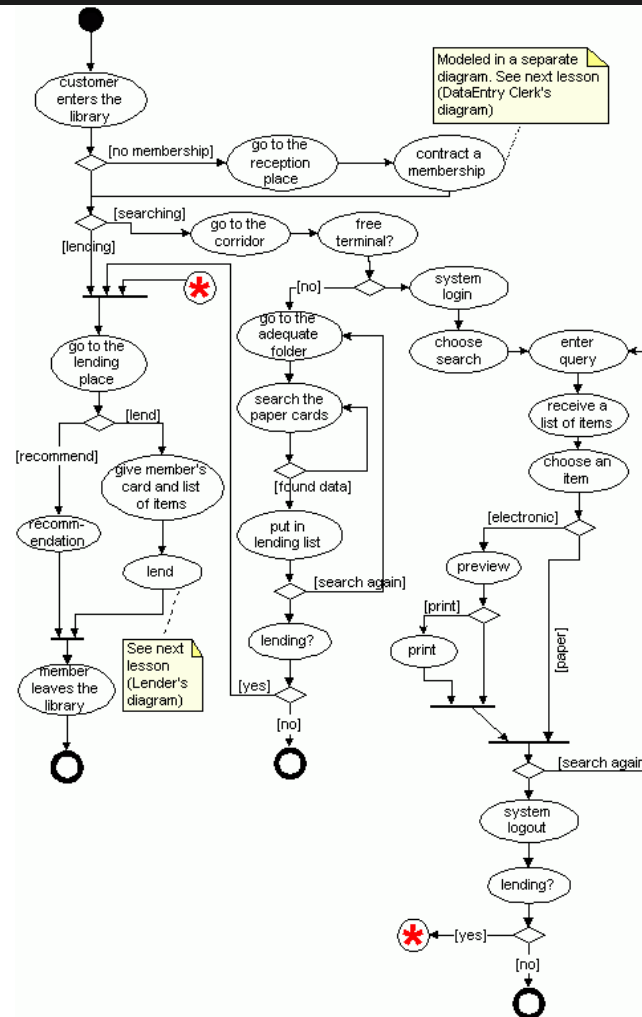 customer
enters the
library
Modeled in a separate
diagram. See next lesson
(DataEntry Clerk's
diagram)
[no membership]
go to the
reception
place
contract a
membership
[searching]
[lending]
go to the
corridor
free
terminal?
*
[no]
system
login
go to the
adequate
folder
choose
search
enter
query
go to the
lending
place
search the
paper cards
receive a
list of items
[lend]
[recommend]
give member's
card and list
of items
[found data]
choose an
item
recomm-
endation
put in
lending list
[electronic]
lend
[search again]
preview
[print]
print
[paper]
See next
lesson
(Lender's
diagram)
lending?
member
leaves the
library
[yes]
[no]
[search again
system
logout
lending?
*
[yes]
[no]